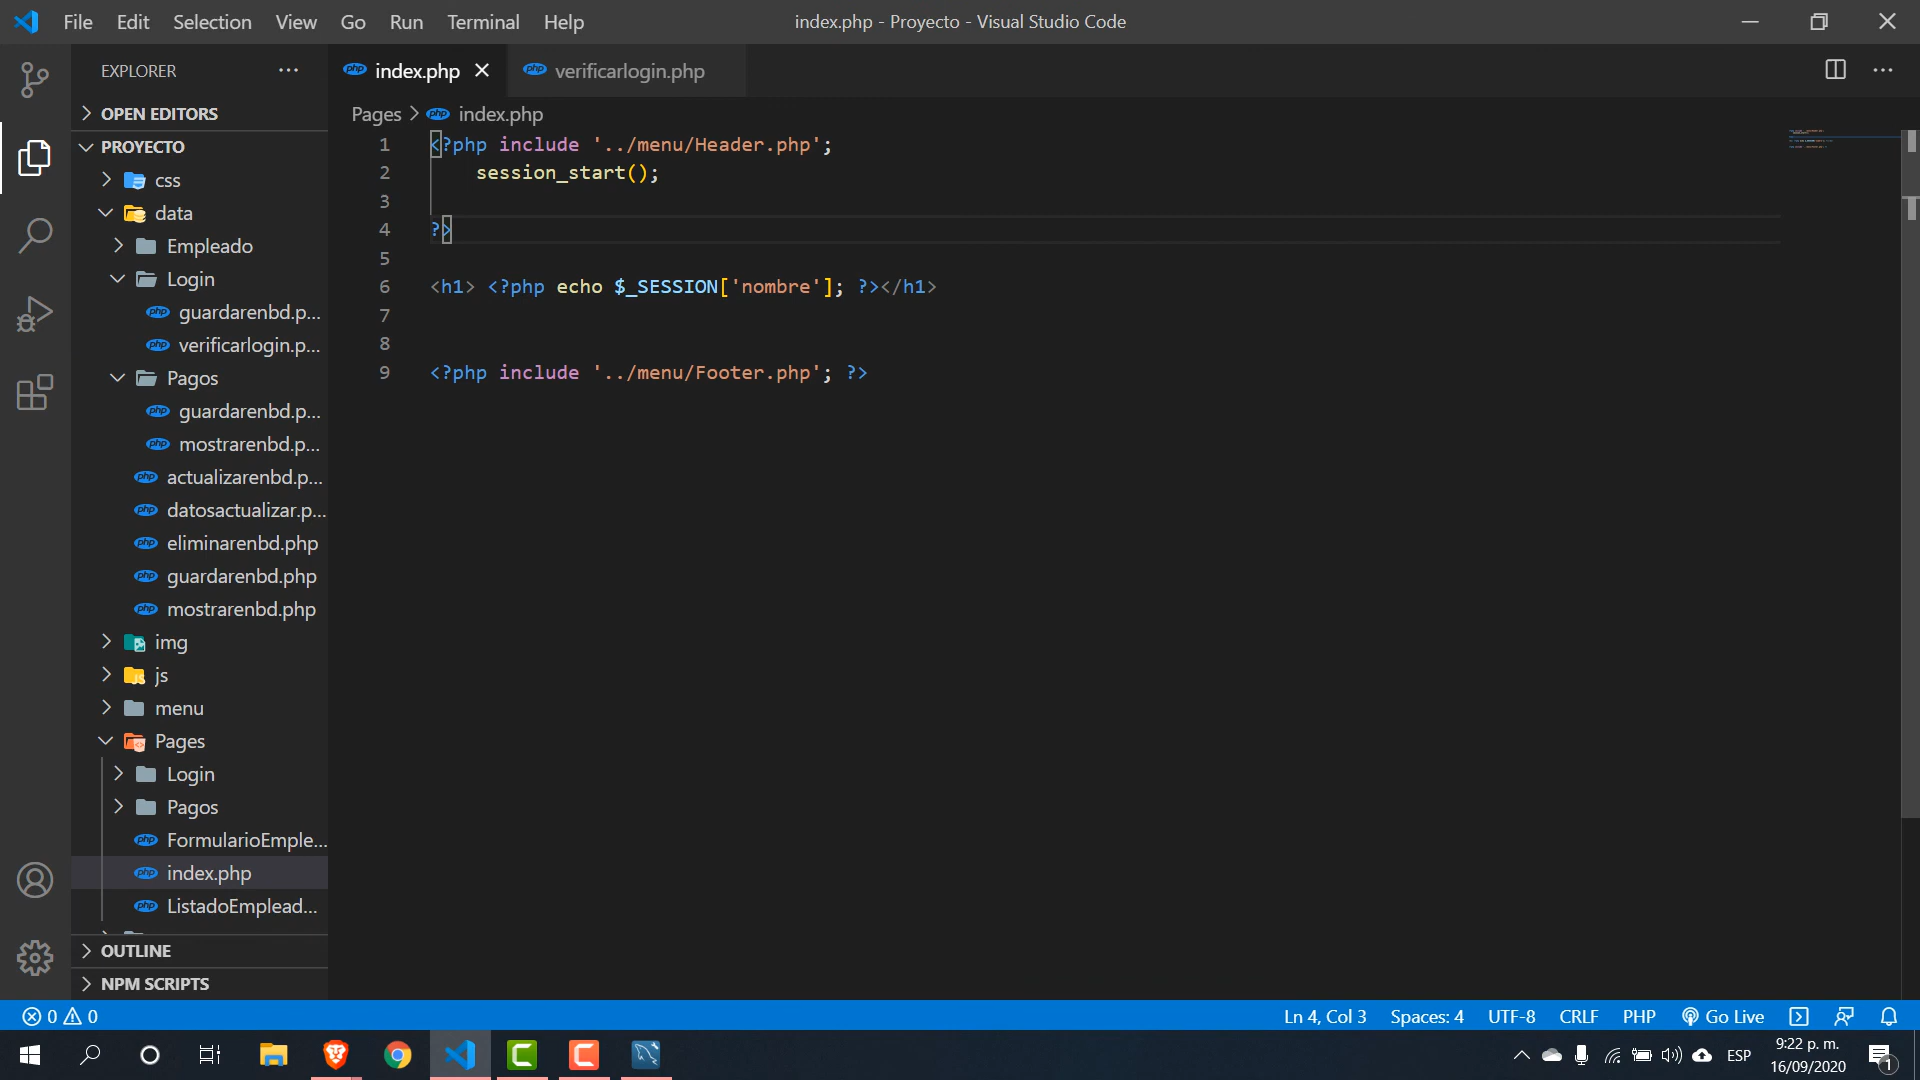 File Edit Selection View Go Run Terminal Help
index.php - Proyecto - Visual Studio Code
EXPLORER
OPEN EDITORS
PROYECTO
css
data
Empleado
Login
guardarenbd.p...
verificarlogin.p...
Pagos
guardarenbd.p...
mostrarenbd.p...
actualizarenbd.p...
datosactualizar.p...
eliminarenbd.php
guardarenbd.php
mostrarenbd.php
img
js
menu
Pages
Login
Pagos
FormularioEmple...
index.php
ListadoEmplead...
OUTLINE
NPM SCRIPTS
index.php verificarlogin.php
Pages > index.php
1 <?php include '../menu/Header.php';
2 session_start();
3
4 ?>
5
6 <h1> <?php echo $_SESSION['nombre']; ?></h1>
7
8
9 <?php include '../menu/Footer.php'; ?>
0 0 Ln 4, Col 3 Spaces: 4 UTF-8 CRLF PHP Go Live
ESP
9:22 p. m.
16/09/2020
1